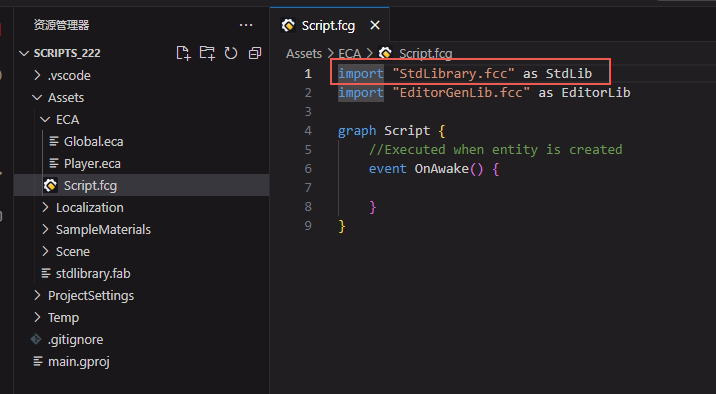 资源管理器
SCRIPTS_222
.vscode
Assets
ECA
Global.eca
Player.eca
Script.fcg
Localization
SampleMaterials
Scene
stdlibrary.fab
ProjectSettings
Temp
.gitignore
main.gproj
Script.fcg
Assets > ECA > Script.fcg
1 import "StdLibrary.fcc" as StdLib
2 import "EditorGenLib.fcc" as EditorLib
3
4 graph Script {
5 //Executed when entity is created
6 event OnAwake() {
7
8 }
9 }